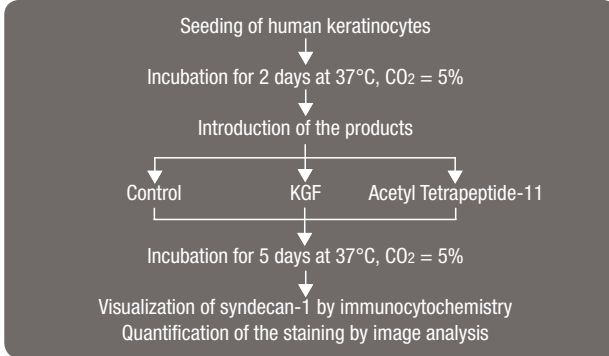 Seeding of human keratinocytes
Incubation for 2 days at 37°C, CO2 = 5%
Introduction of the products
Control KGF Acetyl Tetrapeptide-11
Incubation for 5 days at 37°C, CO2 = 5%
Visualization of syndecan-1 by immunocytochemistry
Quantification of the staining by image analysis